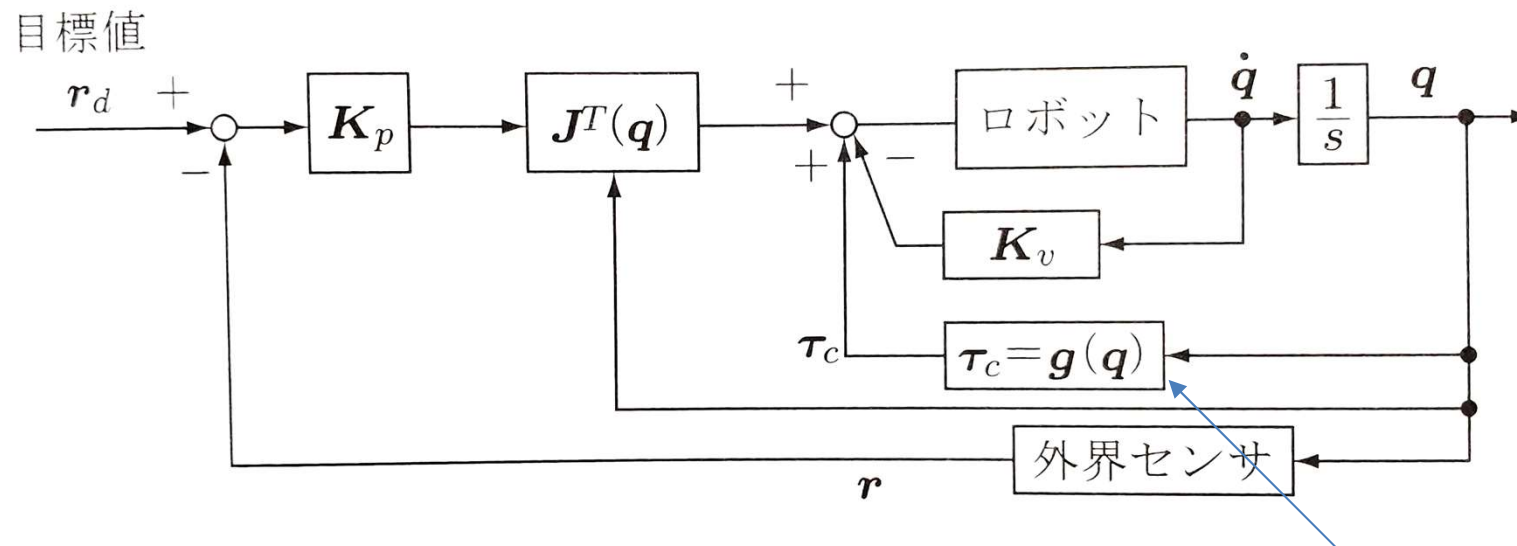 目標値
r_d + K_p J^T(q) + ロボット q̇ 1/s q
− + −
K_v
τ_c τ_c=g(q)
外界センサ
r